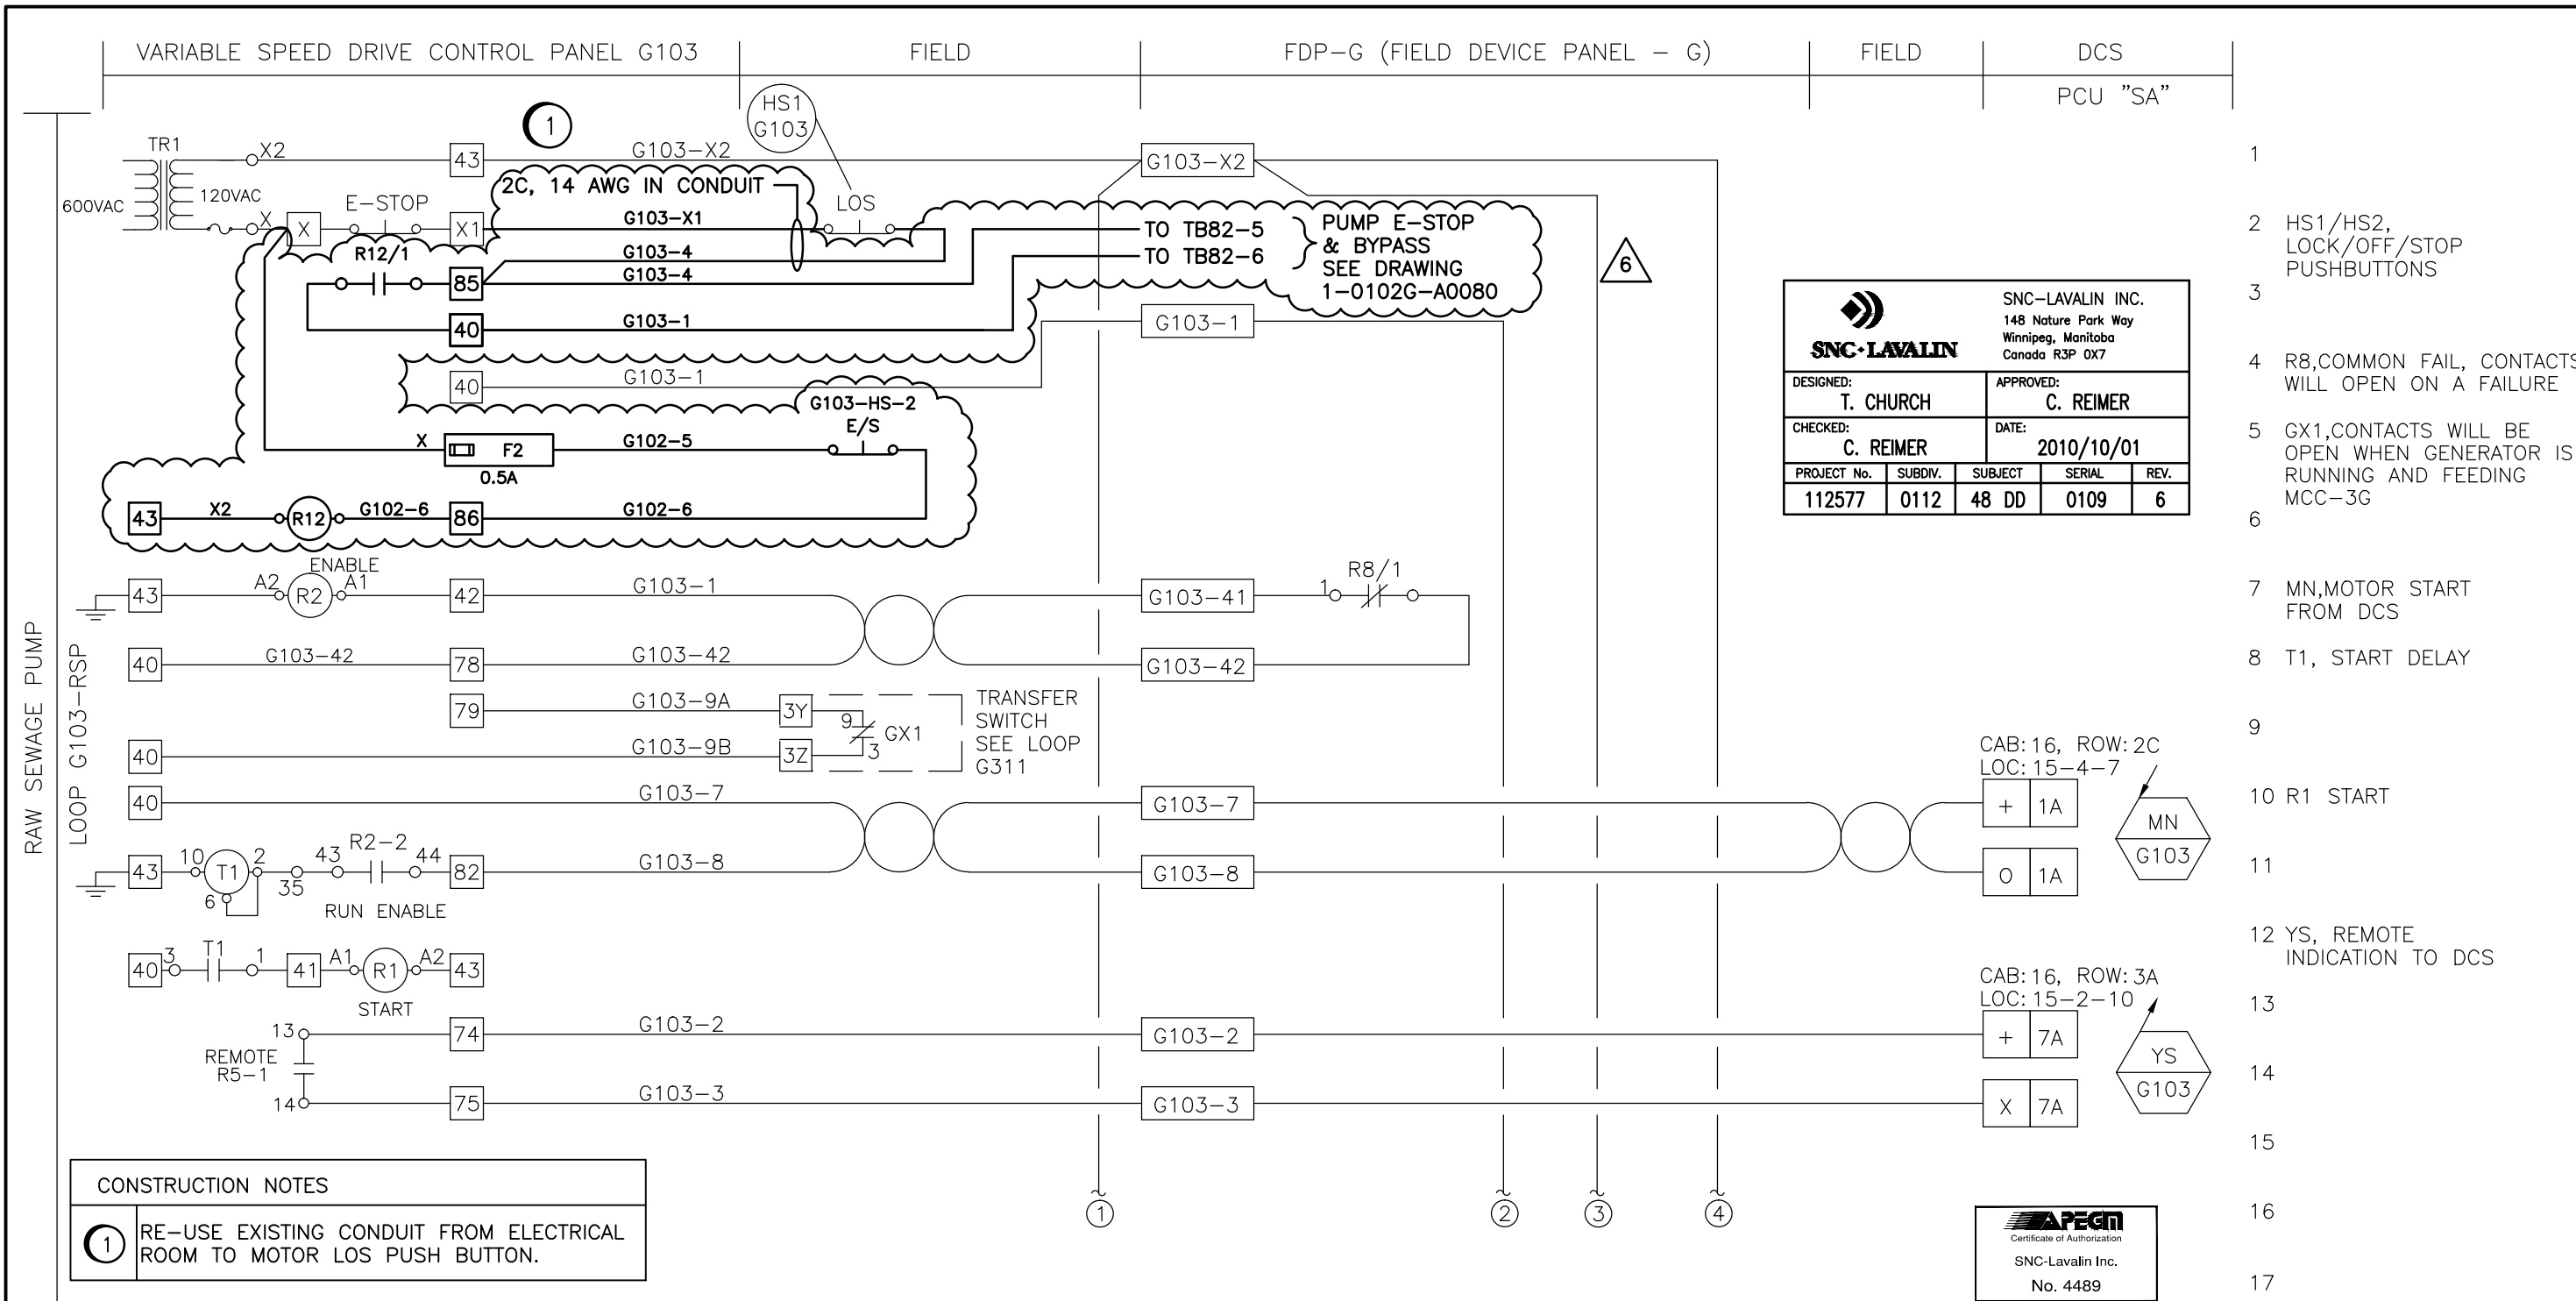 VARIABLE SPEED DRIVE CONTROL PANEL G103
FIELD
FDP-G (FIELD DEVICE PANEL - G)
FIELD
DCS
PCU "SA"
1
HS1
G103
TR1
X2
43
G103-X2
G103-X2
1
2C, 14 AWG IN CONDUIT
600VAC
120VAC
X
X
E-STOP
X1
G103-X1
LOS
TO TB82-5
TO TB82-6
PUMP E-STOP
& BYPASS
SEE DRAWING
1-0102G-A0080
6
2 HS1/HS2,
LOCK/OFF/STOP
PUSHBUTTONS
R12/1
G103-4
85
G103-4
3
40
G103-1
G103-1
40
G103-1
4 R8,COMMON FAIL, CONTACTS
WILL OPEN ON A FAILURE
SNC-LAVALIN
SNC-LAVALIN INC.
148 Nature Park Way
Winnipeg, Manitoba
Canada R3P 0X7
DESIGNED:
T. CHURCH
APPROVED:
C. REIMER
CHECKED:
C. REIMER
DATE:
2010/10/01
PROJECT No. SUBDIV. SUBJECT SERIAL REV.
112577 0112 48 DD 0109 6
G103-HS-2
E/S
X
F2
0.5A
G102-5
5 GX1,CONTACTS WILL BE
OPEN WHEN GENERATOR IS
RUNNING AND FEEDING
MCC-3G
43
X2
R12
G102-6
86
G102-6
6
ENABLE
43
A2
R2
A1
42
G103-1
G103-41
1
R8/1
7 MN,MOTOR START
FROM DCS
40
G103-42
78
G103-42
G103-42
8 T1, START DELAY
79
G103-9A
3Y
9
GX1
3
TRANSFER
SWITCH
SEE LOOP
G311
9
40
G103-9B
3Z
CAB: 16, ROW: 2C
LOC: 15-4-7
40
G103-7
G103-7
+ 1A
MN
G103
10 R1 START
43
10
T1
2
6
35
43
R2-2
44
82
G103-8
G103-8
O 1A
11
RUN ENABLE
12 YS, REMOTE
INDICATION TO DCS
40
3
T1
1
41
A1
R1
A2
43
START
CAB: 16, ROW: 3A
LOC: 15-2-10
13
13
74
G103-2
G103-2
+ 7A
YS
G103
REMOTE
R5-1
14
14
75
G103-3
G103-3
X 7A
15
RAW SEWAGE PUMP
LOOP G103-RSP
CONSTRUCTION NOTES
1 RE-USE EXISTING CONDUIT FROM ELECTRICAL
ROOM TO MOTOR LOS PUSH BUTTON.
1
2
3
4
16
APEGM
Certificate of Authorization
SNC-Lavalin Inc.
No. 4489
17